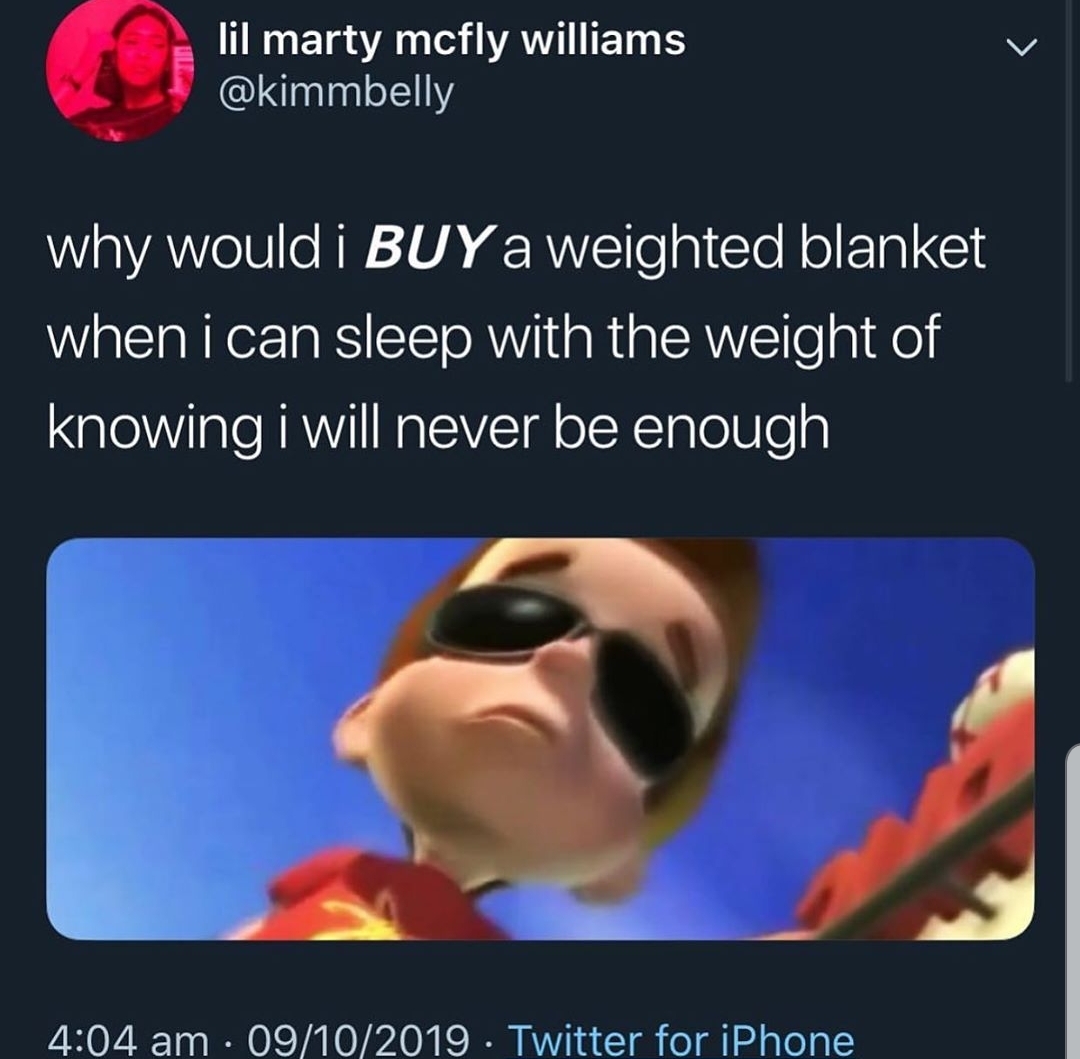 lil marty mcfly williams
@kimmbelly
why would i BUY a weighted blanket
when i can sleep with the weight of
knowing i will never be enough
4:04 am · 09/10/2019 · Twitter for iPhone